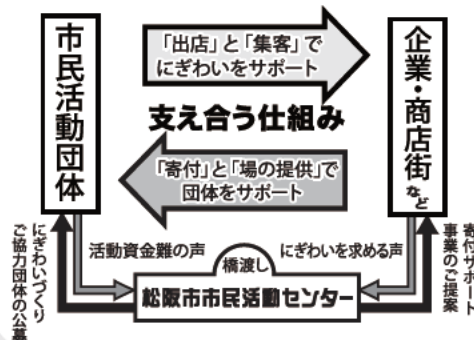 市民活動団体
「出店」と「集客」で
にぎわいをサポート
支え合う仕組み
「寄付」と「場の提供」で
団体をサポート
企業・商店街など
にぎわいづくり
ご協力団体の公募
活動資金難の声
橋渡し
にぎわいを求める声
寄付サポート
事業のご提案
松阪市市民活動センター